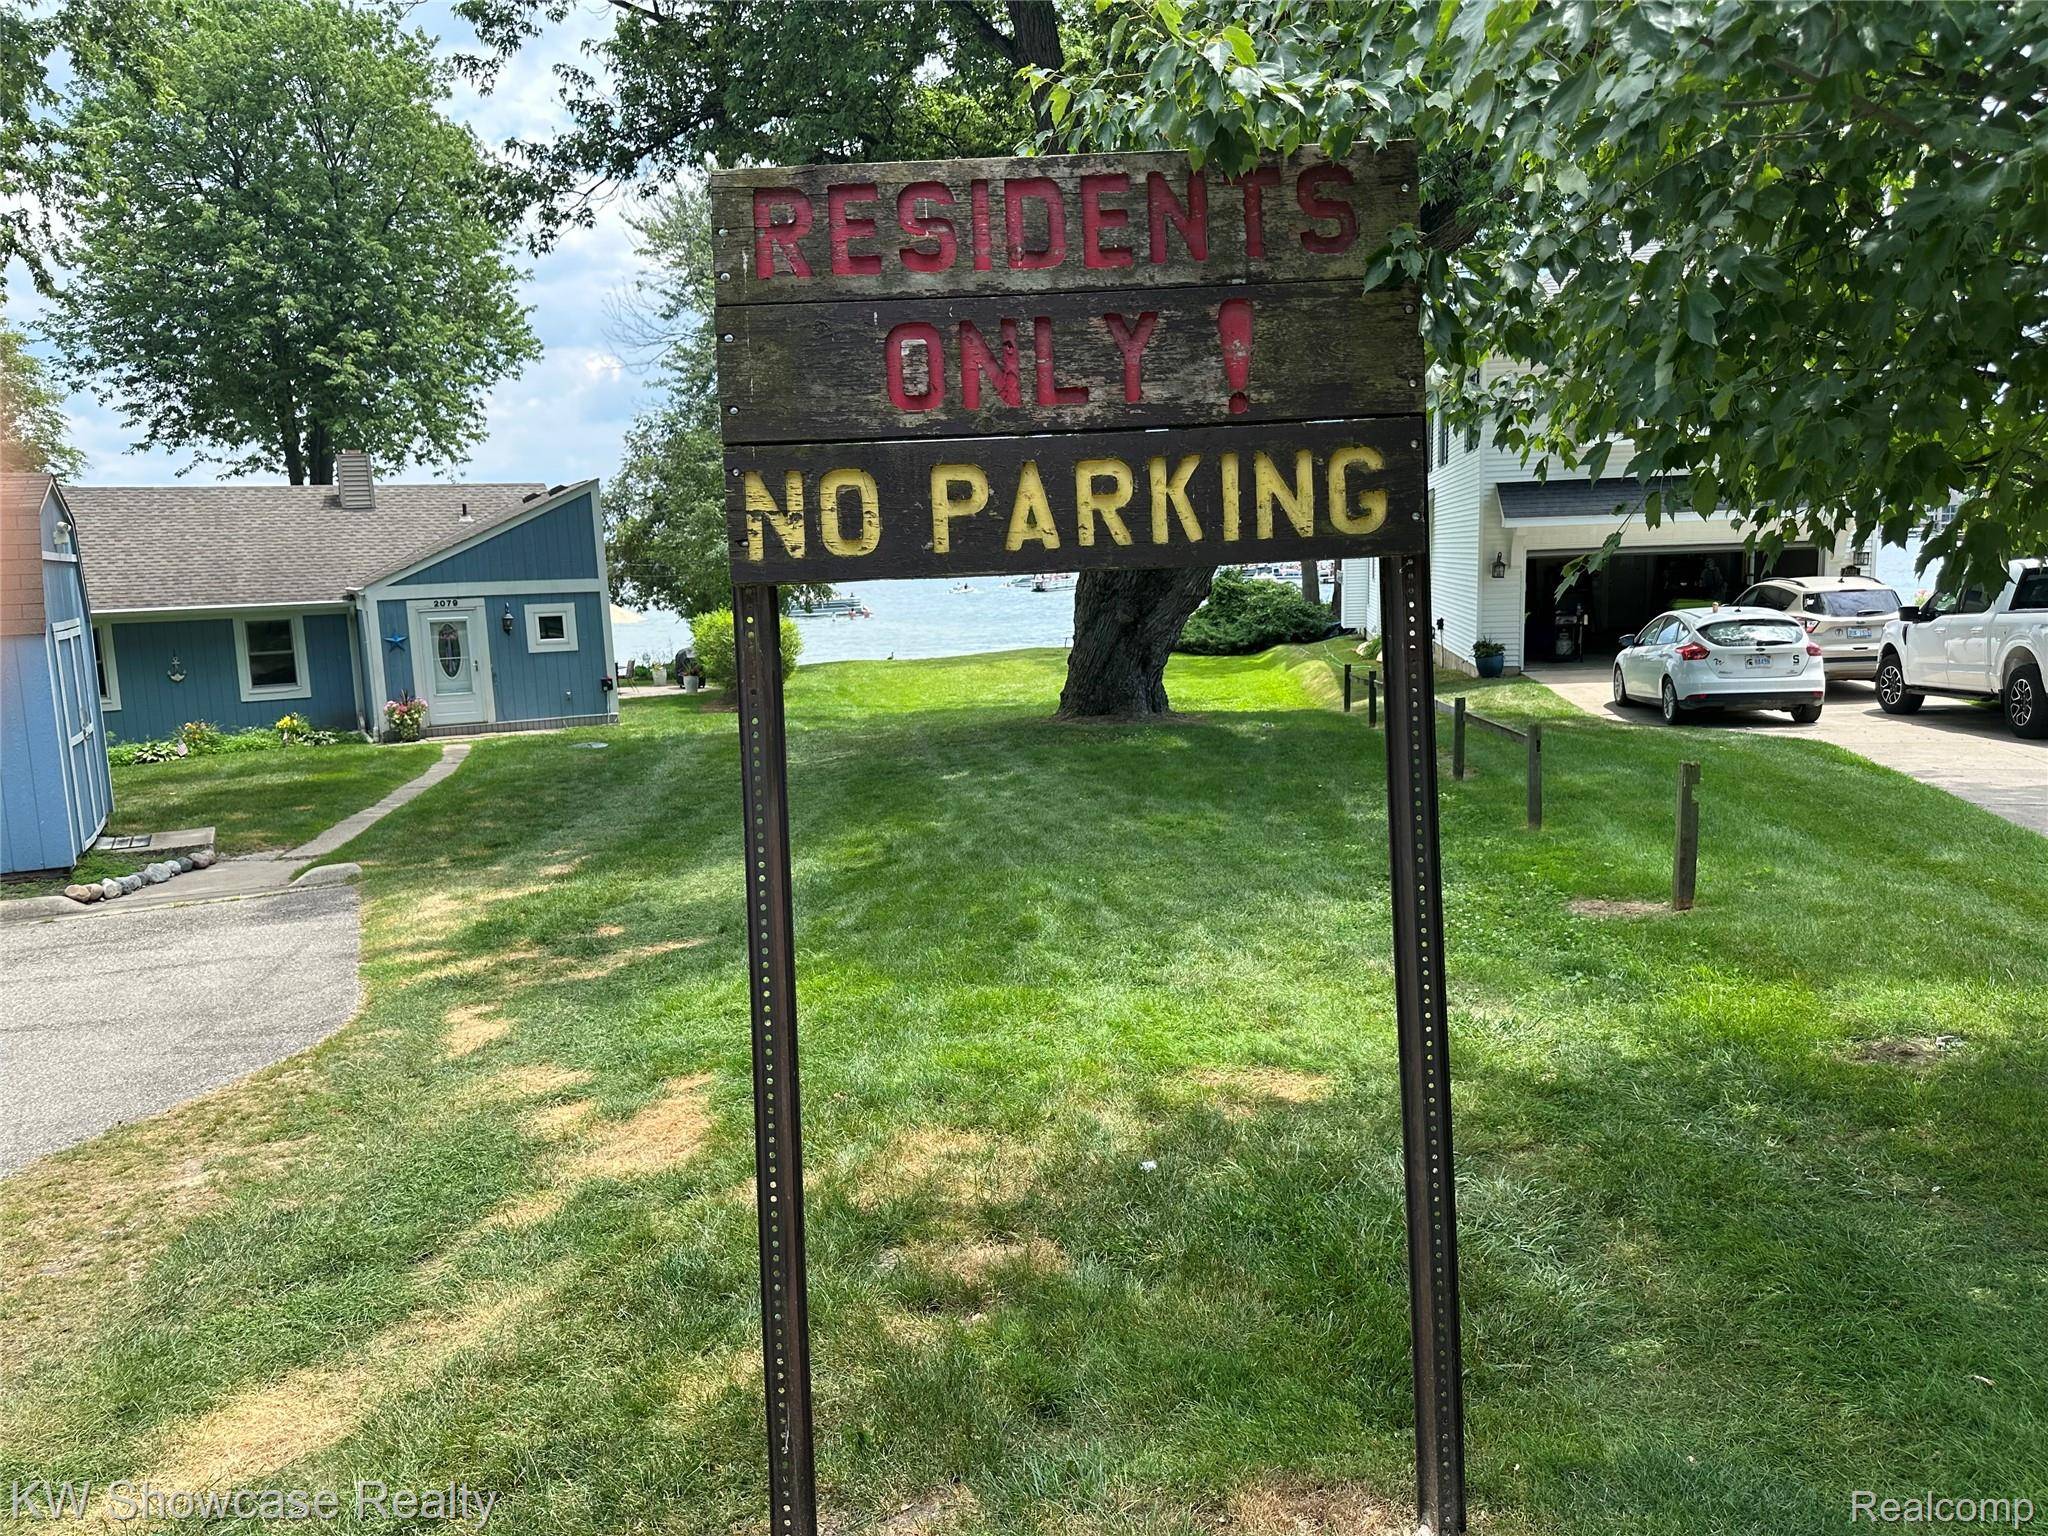 RESIDENTS
ONLY!
NO PARKING
2079
KW Showcase Realty
Realcomp